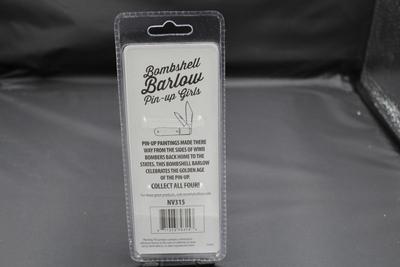 Bombshell
Barlow
Pin-up Girls
PIN-UP PAINTINGS MADE THERE
WAY FROM THE SIDES OF WWII
BOMBERS BACK HOME TO THE
STATES, THIS BOMBSHELL BARLOW
CELEBRATES THE GOLDEN AGE
OF THE PIN-UP.
COLLECT ALL FOUR!
NV315